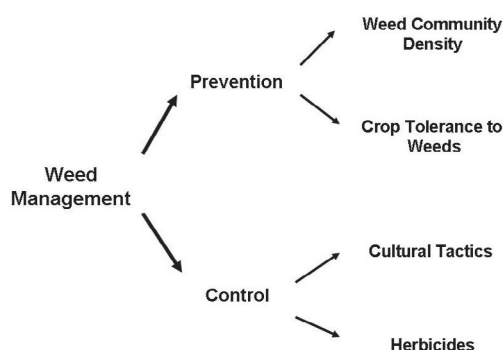 Weed Community
Density
Prevention
Crop Tolerance to
Weeds
Weed
Management
Cultural Tactics
Control
Herbicides